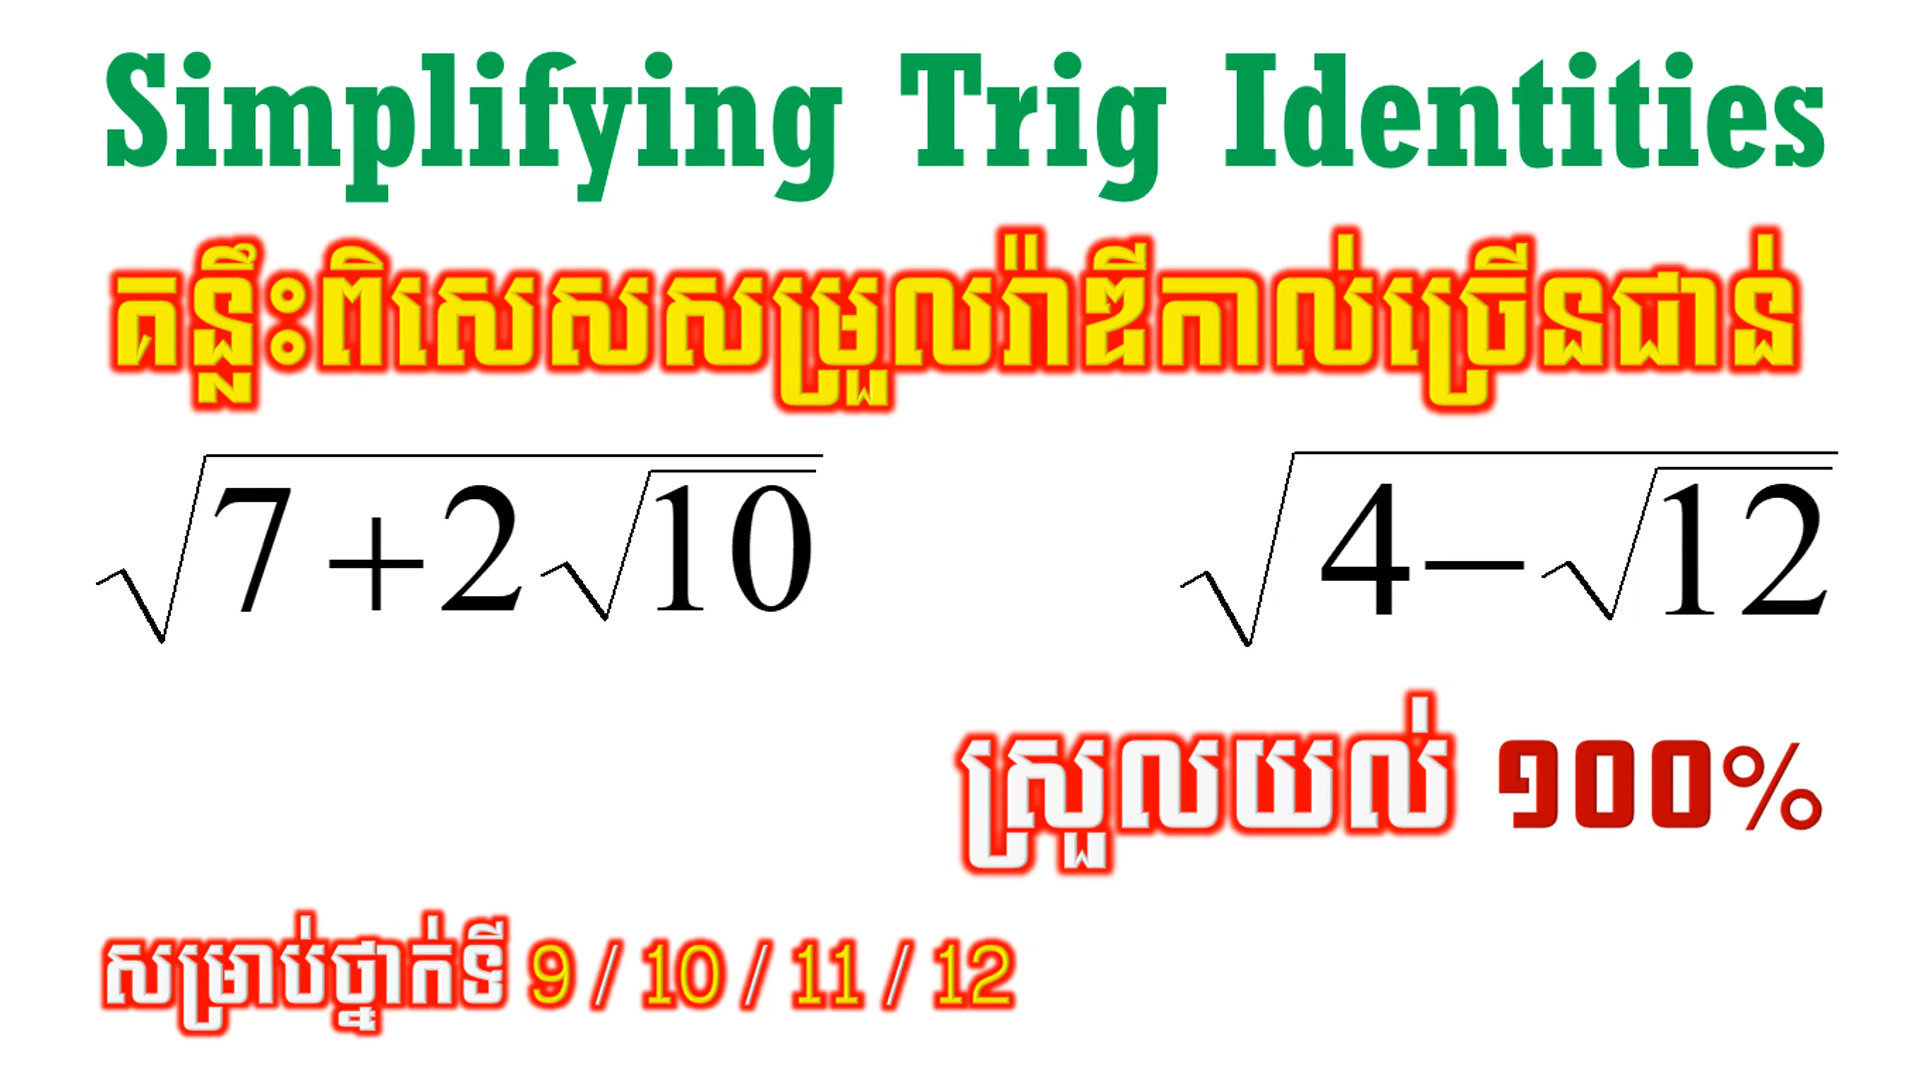 Simplifying Trig Identities
គន្លឹះពិសេសសម្រួលរ៉ាឌីកាល់ច្រើនជាន់
√(7+2√10) √(4−√12)
ស្រួលយល់ ១០០%
សម្រាប់ថ្នាក់ទី 9 / 10 / 11 / 12